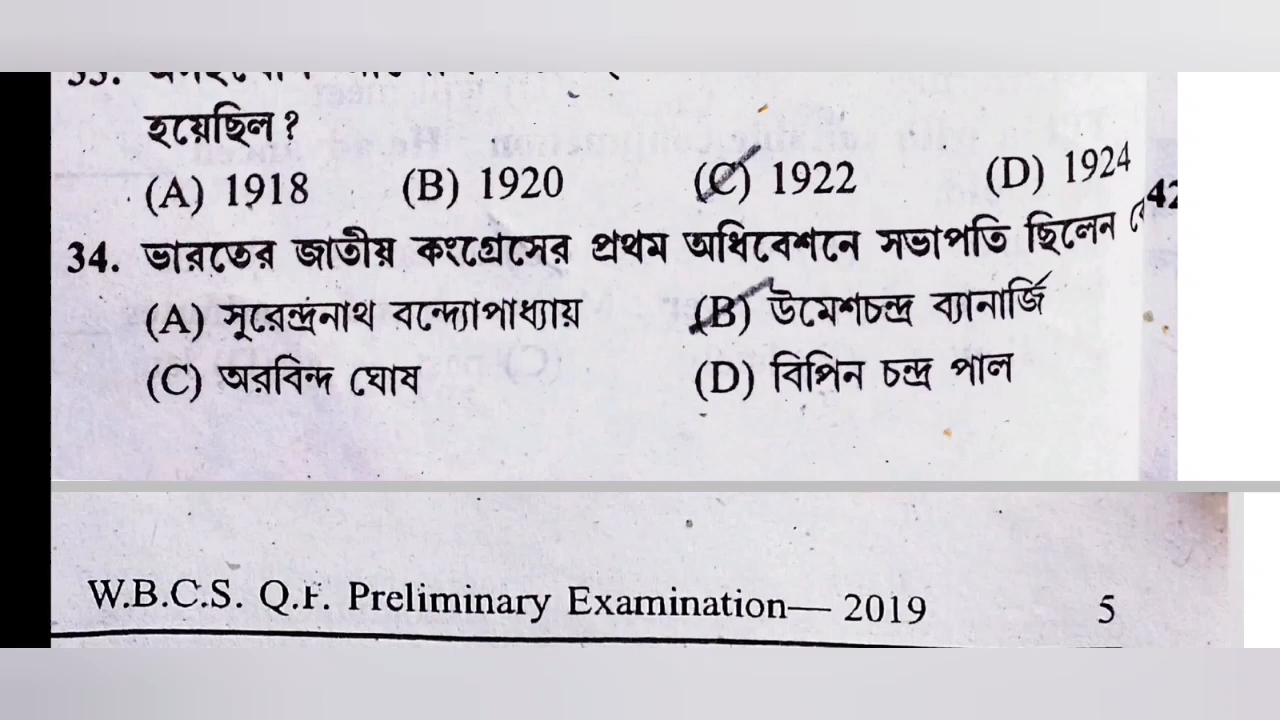 হয়েছিল?
(A) 1918 (B) 1920 (C) 1922 (D) 1924
42
34. ভারতের জাতীয় কংগ্রেসের প্রথম অধিবেশনে সভাপতি ছিলেন
(A) সুরেন্দ্রনাথ বন্দ্যোপাধ্যায় (B) উমেশচন্দ্র ব্যানার্জি
(C) অরবিন্দ ঘোষ (D) বিপিন চন্দ্র পাল
W.B.C.S. Q.F. Preliminary Examination— 2019 5